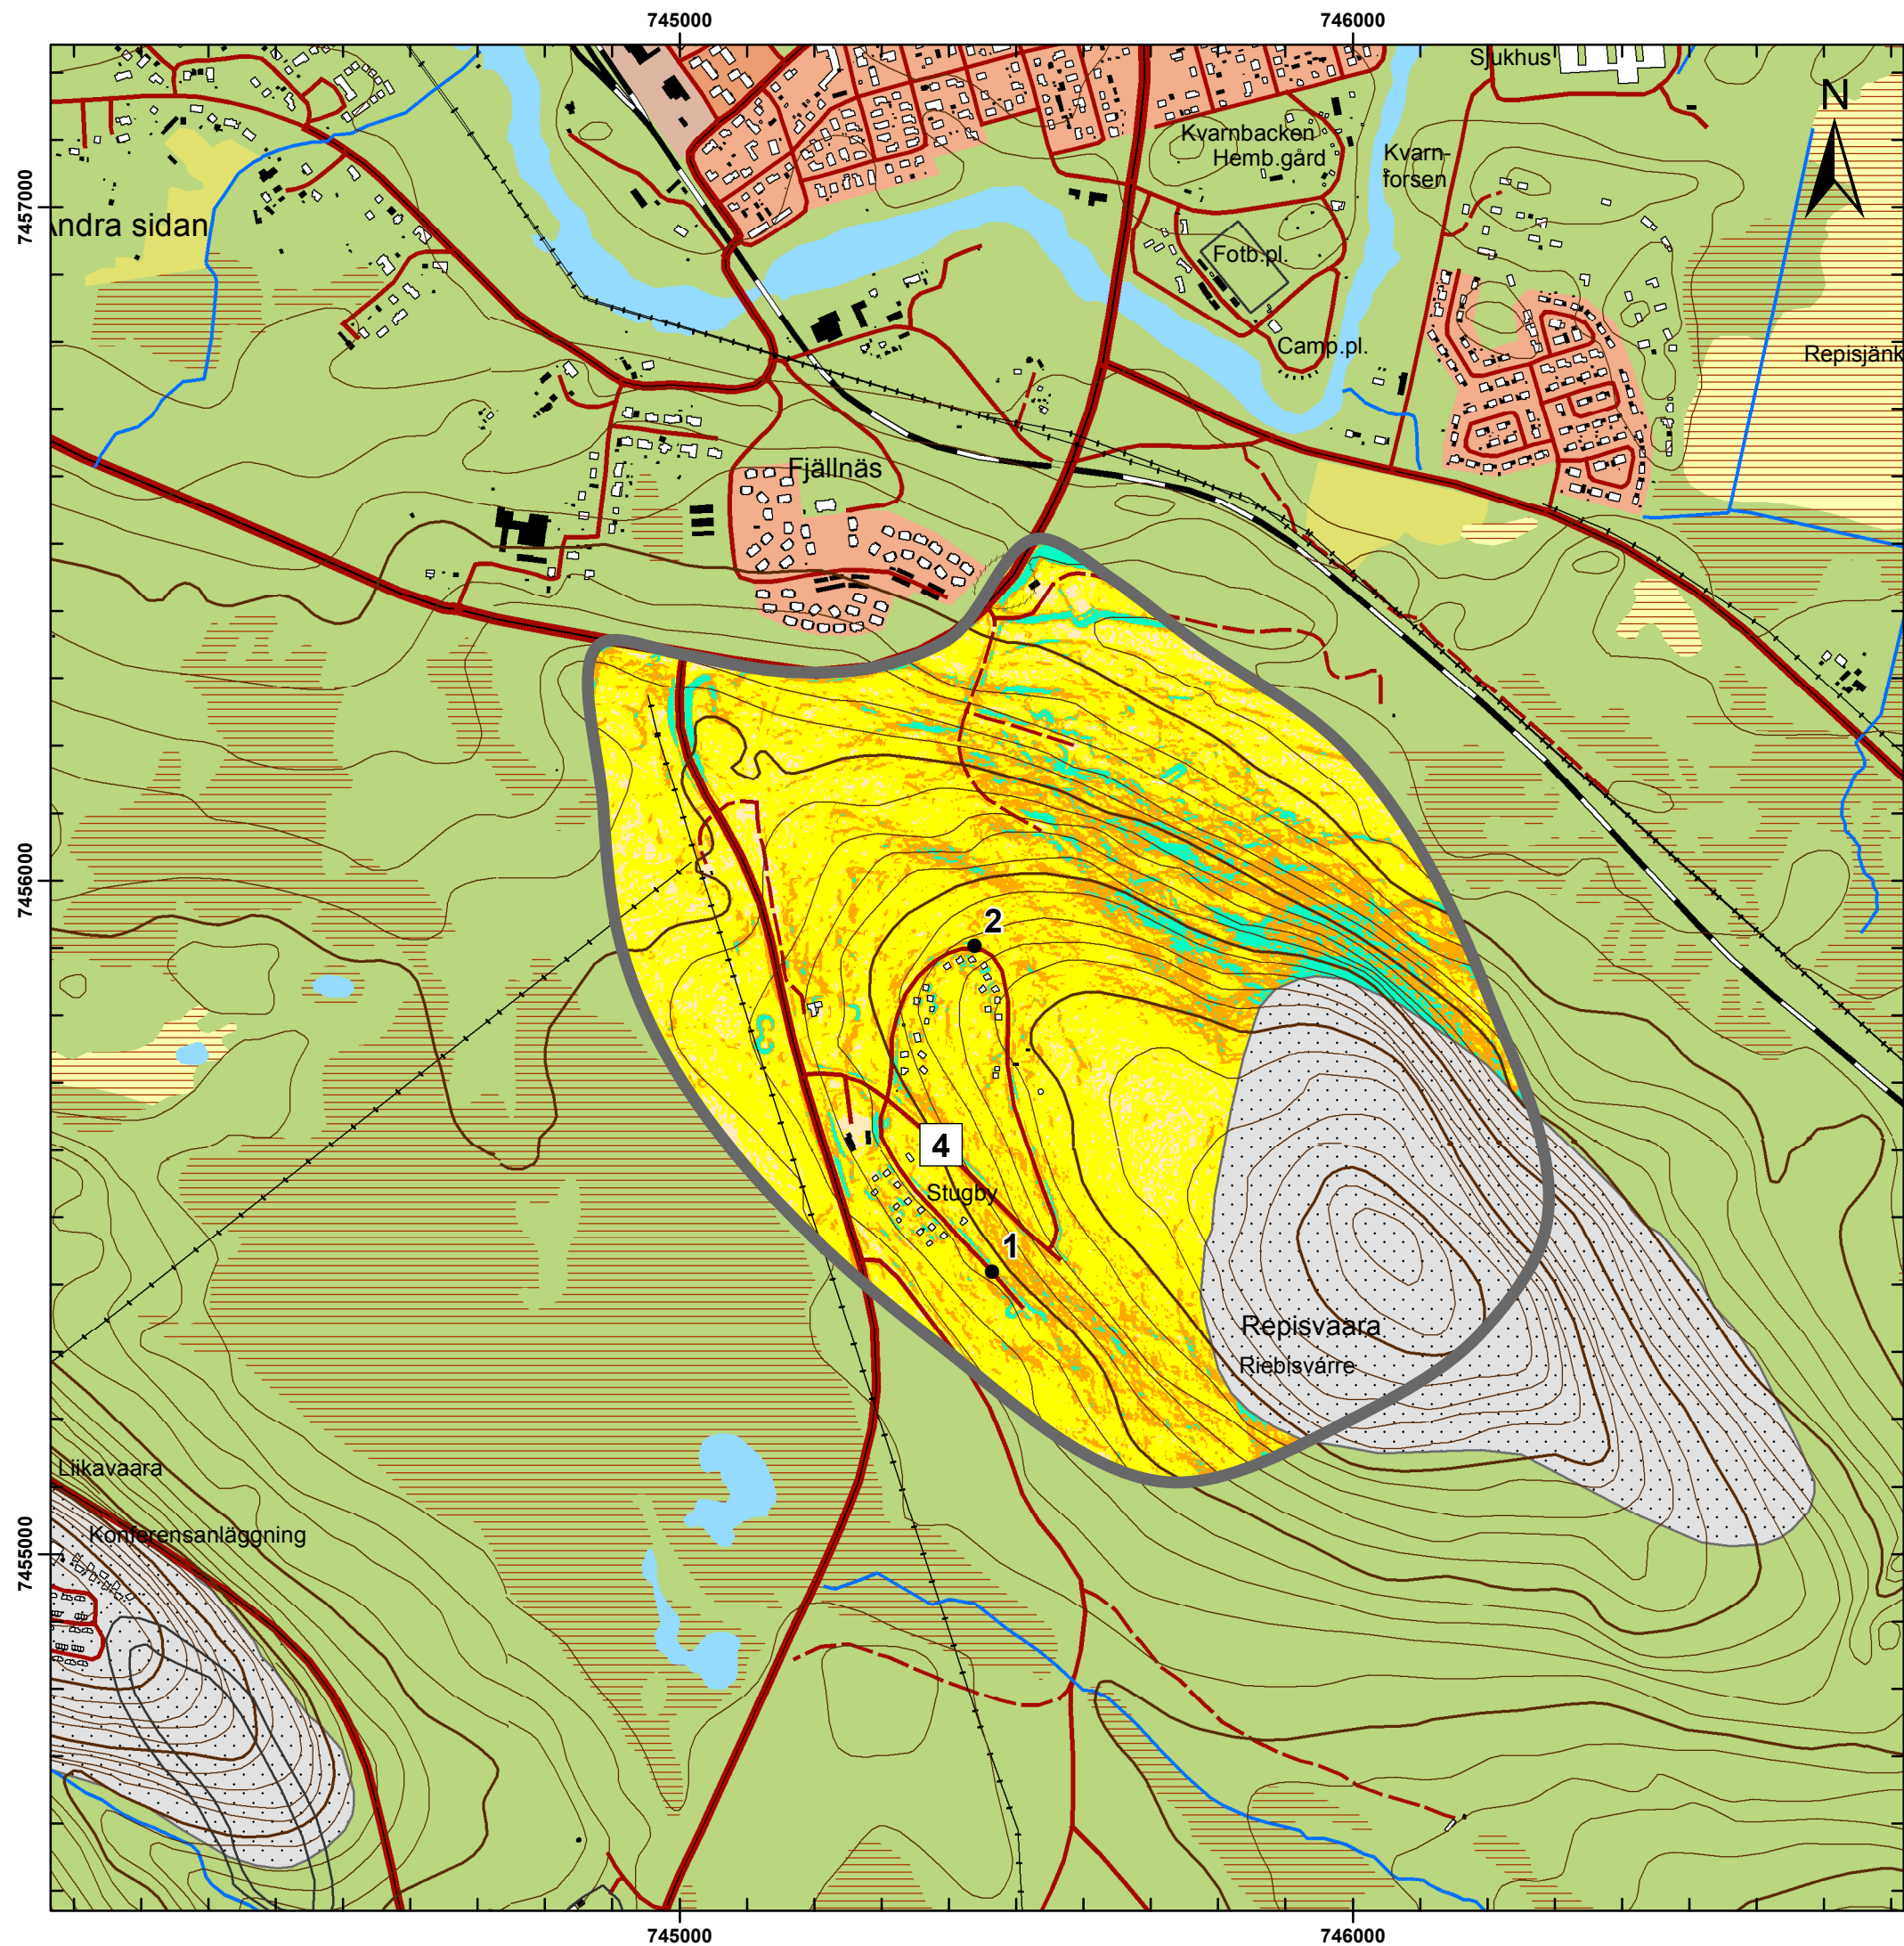 745000
746000
Sjukhus
N
Kvarnbacken
Hemb.gård
Kvarn-
forsen
7457000
Andra sidan
Fotb.pl.
Camp.pl.
Repisjänk
Fjällnäs
7456000
2
4
Stugby
1
Repisvaara
Riebisvárre
Liikavaara
Konferensanläggning
7455000
745000
746000